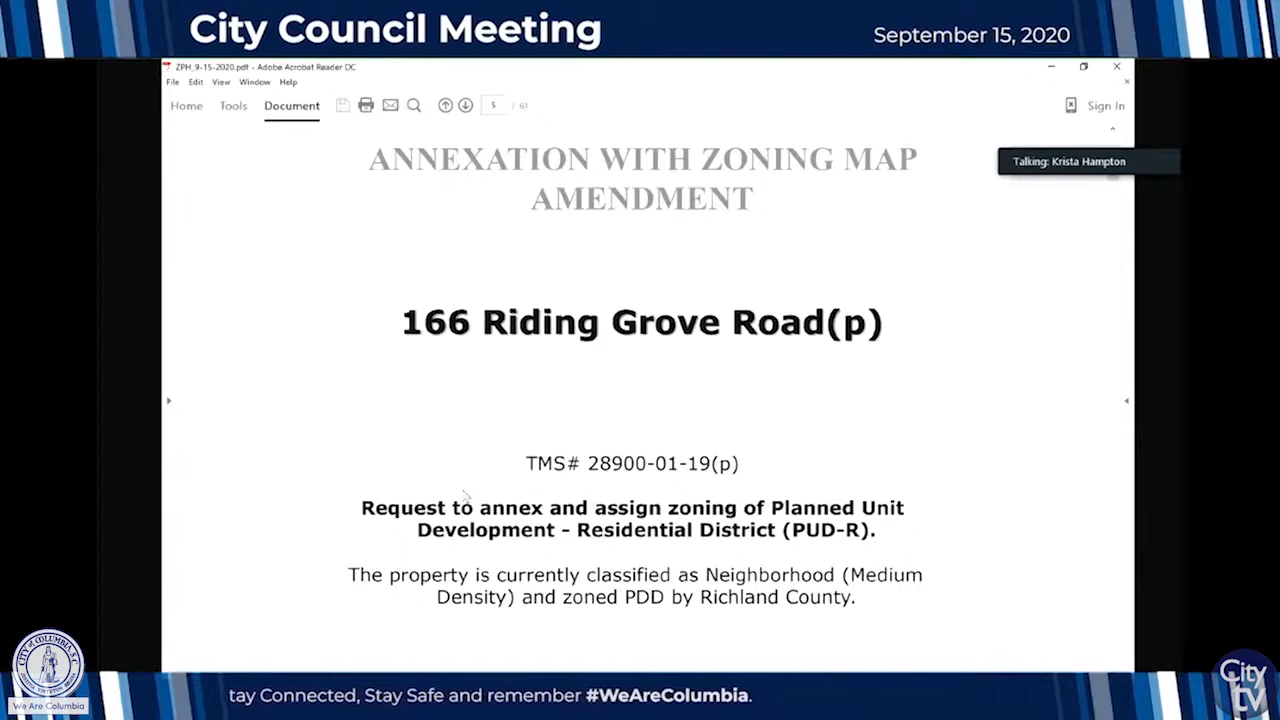 City Council Meeting
September 15, 2020
ZPH_9-15-2020.pdf - Adobe Acrobat Reader DC
File Edit View Window Help
Home Tools Document 5 / 61 Sign In
Talking: Krista Hampton
ANNEXATION WITH ZONING MAP
AMENDMENT
166 Riding Grove Road(p)
TMS# 28900-01-19(p)
Request to annex and assign zoning of Planned Unit
Development - Residential District (PUD-R).
The property is currently classified as Neighborhood (Medium
Density) and zoned PDD by Richland County.
CITY OF COLUMBIA, S.C.
We Are Columbia
tay Connected, Stay Safe and remember #WeAreColumbia.
City
tv